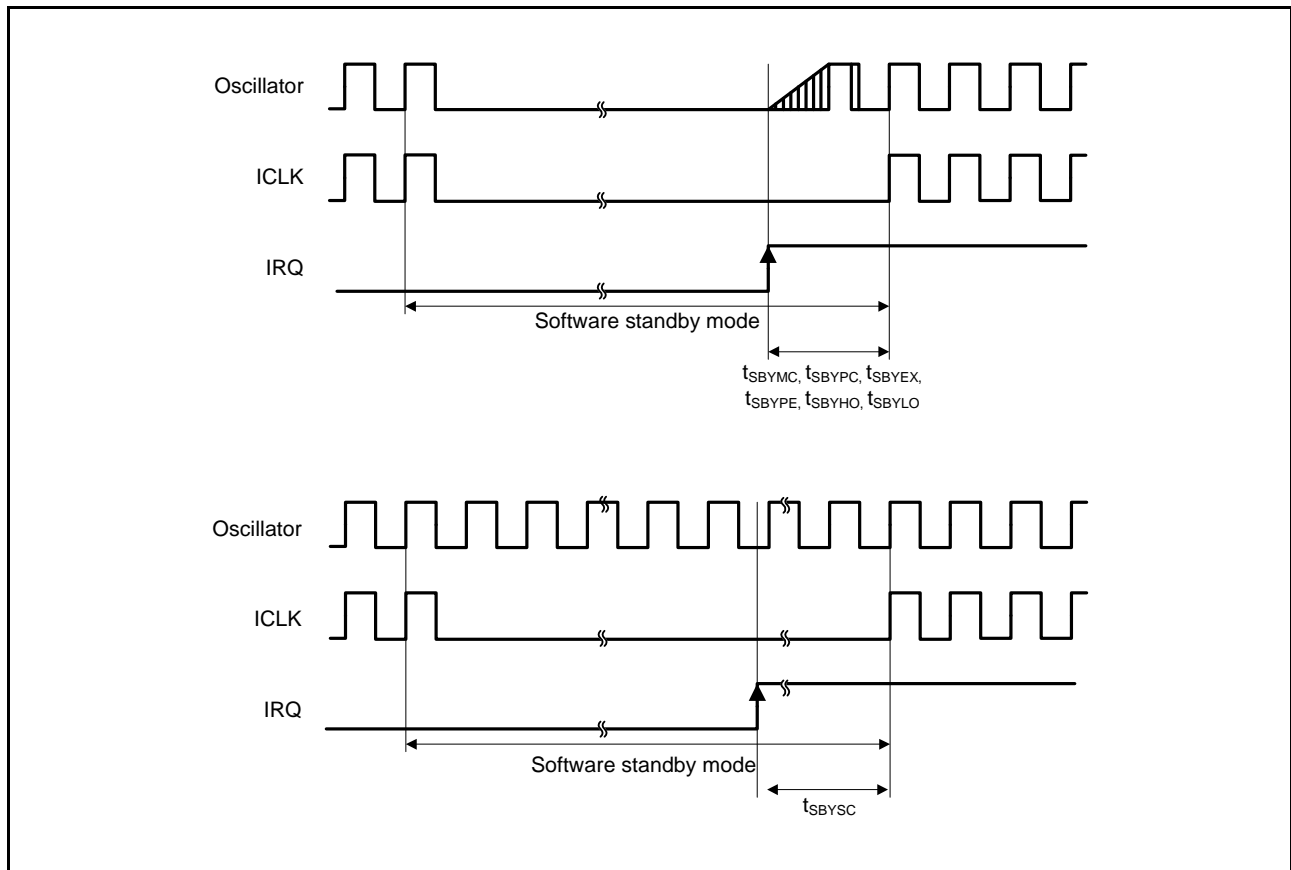 Oscillator
ICLK
IRQ
Software standby mode
tSBYMC, tSBYPC, tSBYEX,
tSBYPE, tSBYHO, tSBYLO
Oscillator
ICLK
IRQ
Software standby mode
tSBYSC